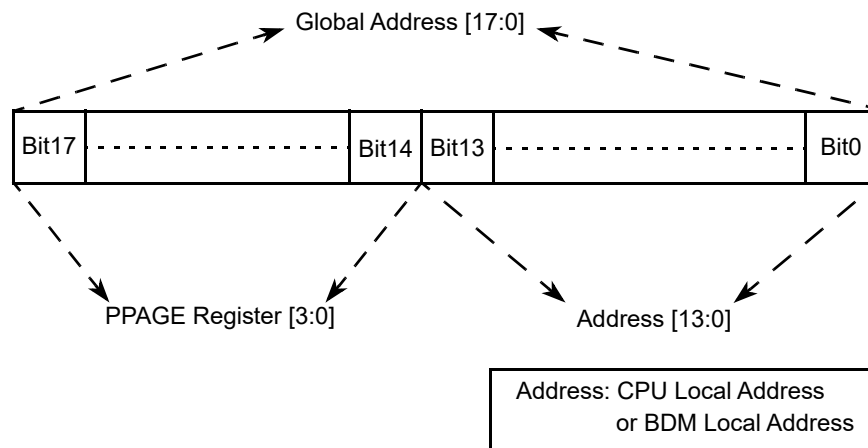 Global Address [17:0]
Bit17
Bit14
Bit13
Bit0
PPAGE Register [3:0]
Address [13:0]
Address: CPU Local Address
or BDM Local Address